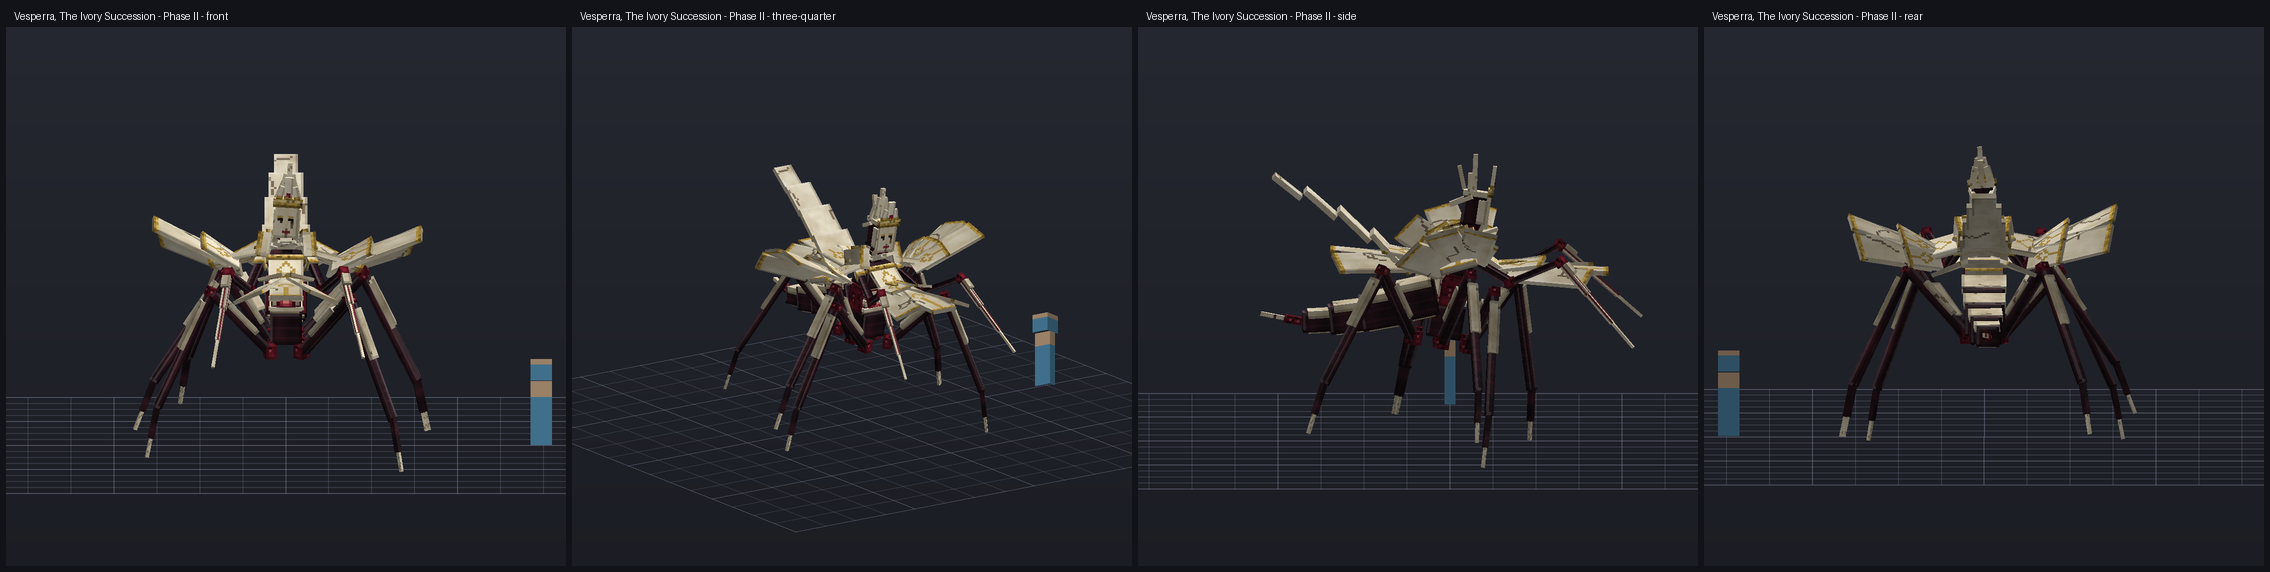 Vesperra, The Ivory Succession - Phase II - front
Vesperra, The Ivory Succession - Phase II - three-quarter
Vesperra, The Ivory Succession - Phase II - side
Vesperra, The Ivory Succession - Phase II - rear